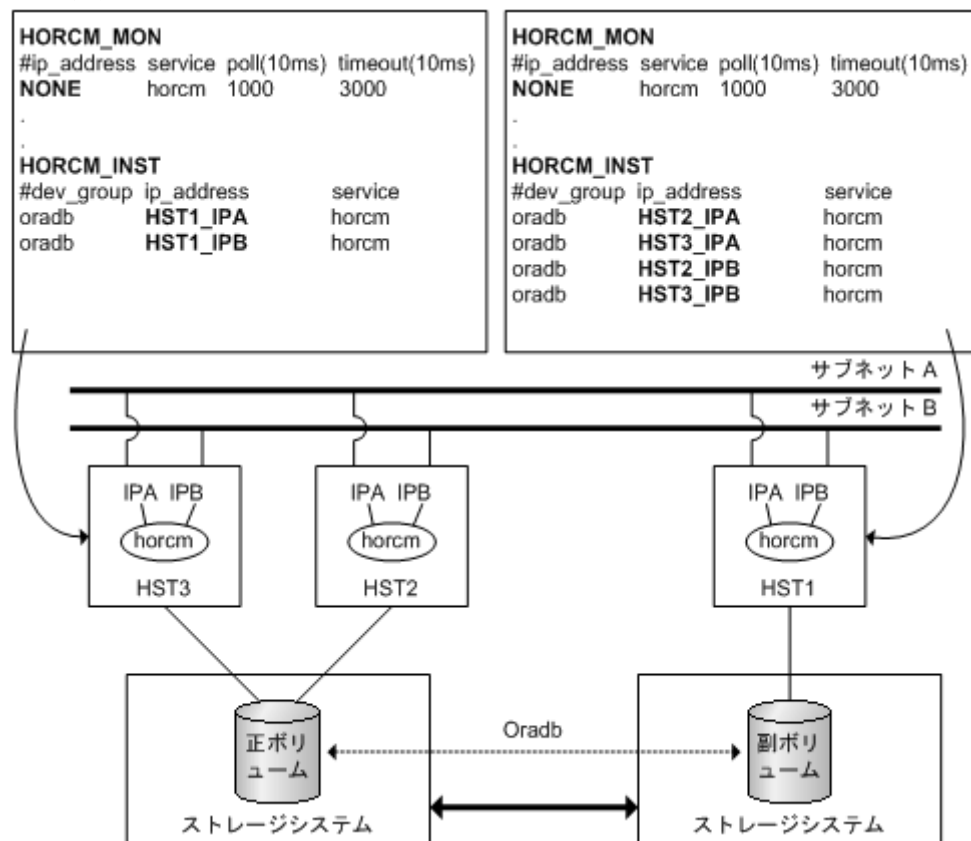 HORCM_MON
#ip_address service poll(10ms) timeout(10ms)
NONE horcm 1000 3000
.
.
HORCM_INST
#dev_group ip_address service
oradb HST1_IPA horcm
oradb HST1_IPB horcm
HORCM_MON
#ip_address service poll(10ms) timeout(10ms)
NONE horcm 1000 3000
.
.
HORCM_INST
#dev_group ip_address service
oradb HST2_IPA horcm
oradb HST3_IPA horcm
oradb HST2_IPB horcm
oradb HST3_IPB horcm
サブネット A
サブネット B
IPA IPB
horcm
HST3
IPA IPB
horcm
HST2
IPA IPB
horcm
HST1
正ボリ
ューム
ストレージシステム
Oradb
副ボリ
ューム
ストレージシステム